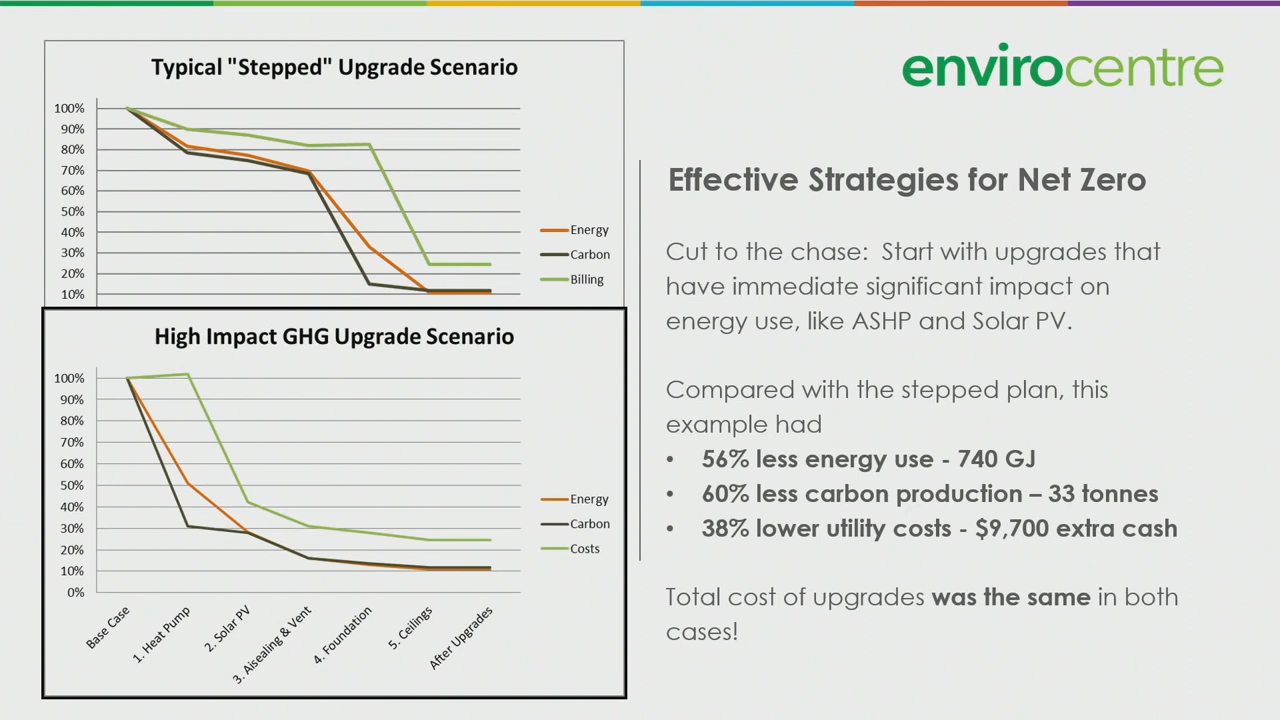 Typical "Stepped" Upgrade Scenario
100%
90%
80%
70%
60%
50%
40%
30%
20%
10%
Energy
Carbon
Billing
High Impact GHG Upgrade Scenario
100%
90%
80%
70%
60%
50%
40%
30%
20%
10%
0%
Energy
Carbon
Costs
Base Case
1. Heat Pump
2. Solar PV
3. Aisealing & Vent
4. Foundation
5. Ceilings
After Upgrades
envirocentre
Effective Strategies for Net Zero
Cut to the chase: Start with upgrades that
have immediate significant impact on
energy use, like ASHP and Solar PV.
Compared with the stepped plan, this
example had
• 56% less energy use - 740 GJ
• 60% less carbon production – 33 tonnes
• 38% lower utility costs - $9,700 extra cash
Total cost of upgrades was the same in both
cases!